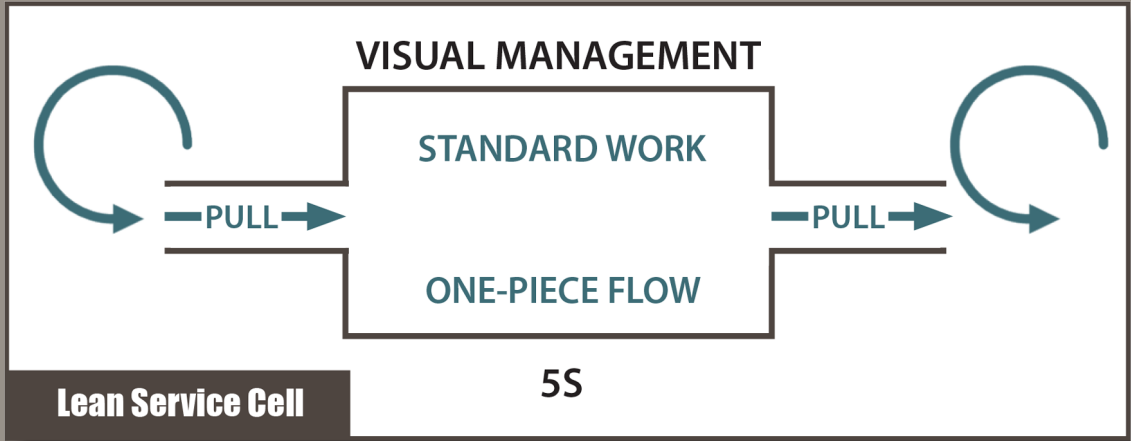 VISUAL MANAGEMENT
STANDARD WORK
PULL
PULL
ONE-PIECE FLOW
5S
Lean Service Cell